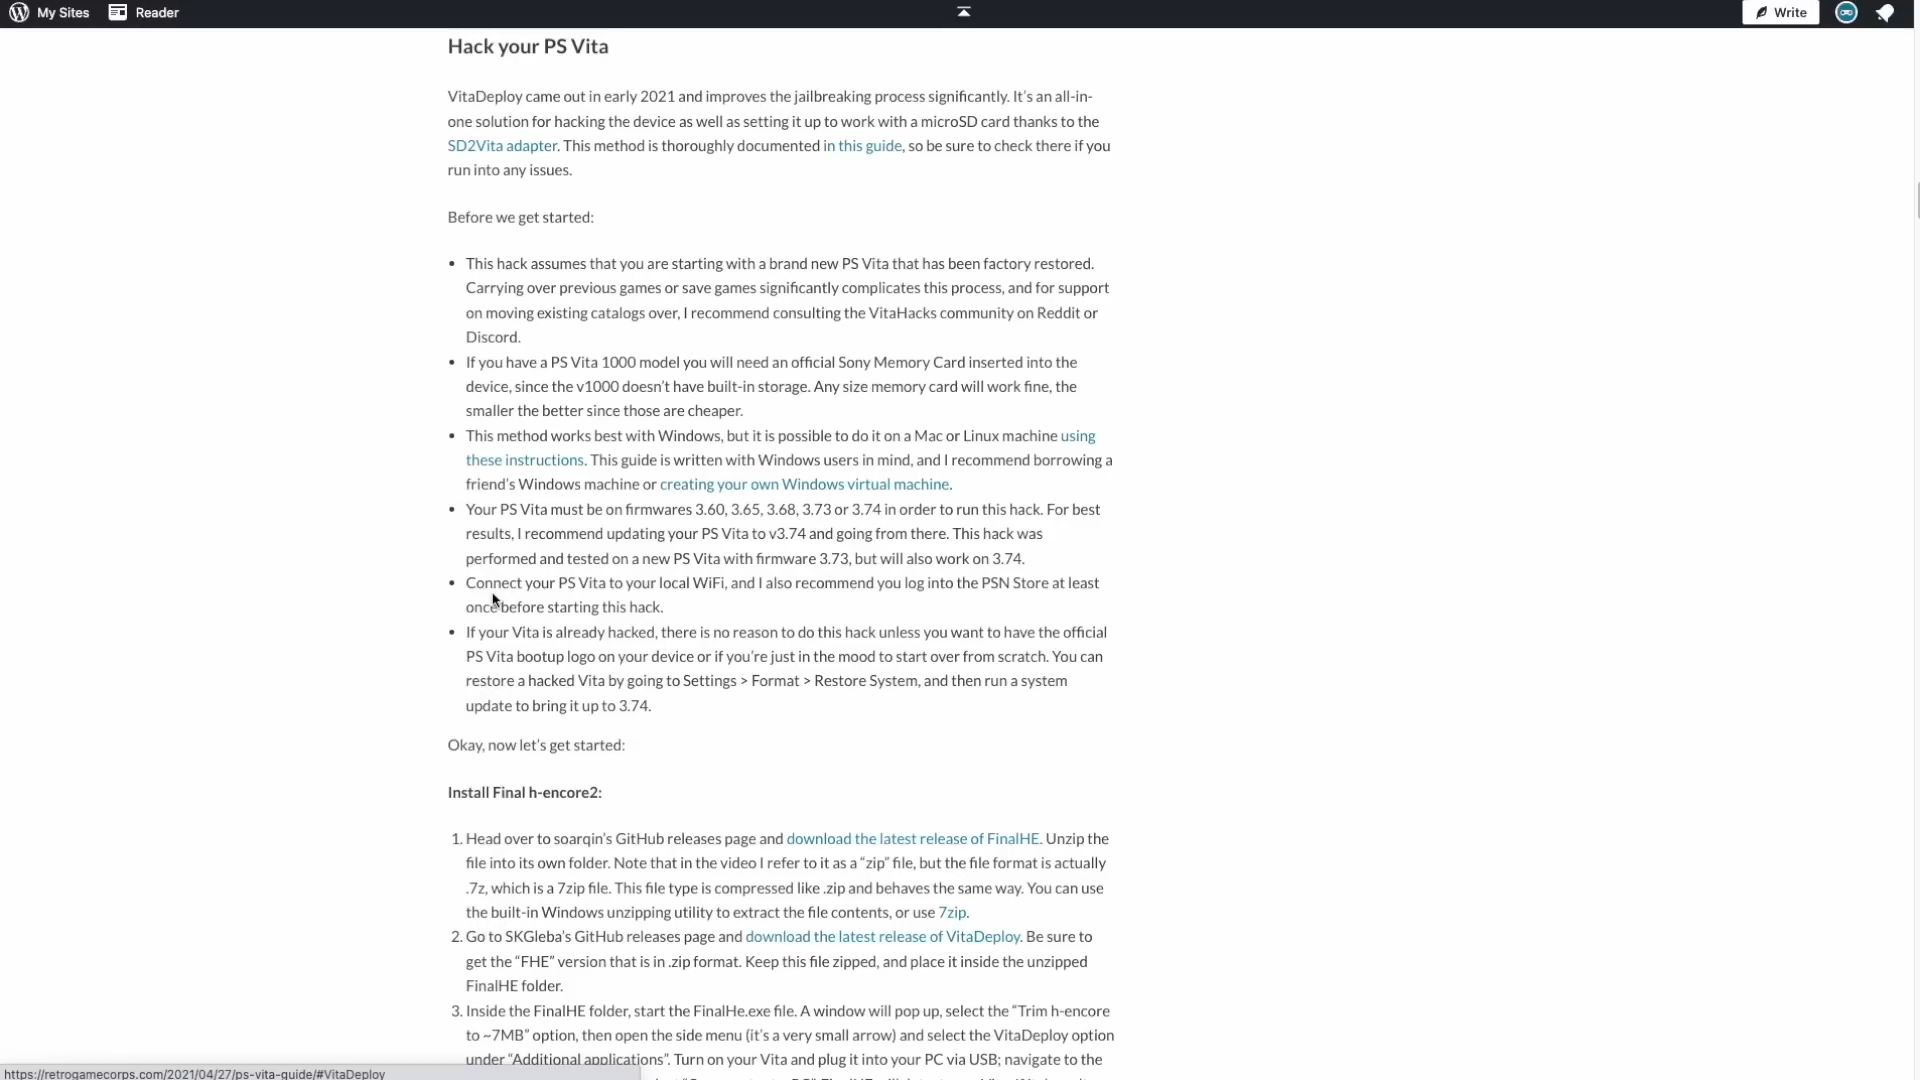 My Sites
Reader
Write
Hack your PS Vita
VitaDeploy came out in early 2021 and improves the jailbreaking process significantly. It’s an all-in-
one solution for hacking the device as well as setting it up to work with a microSD card thanks to the
SD2Vita adapter. This method is thoroughly documented in this guide, so be sure to check there if you
run into any issues.
Before we get started:
• This hack assumes that you are starting with a brand new PS Vita that has been factory restored.
Carrying over previous games or save games significantly complicates this process, and for support
on moving existing catalogs over, I recommend consulting the VitaHacks community on Reddit or
Discord.
• If you have a PS Vita 1000 model you will need an official Sony Memory Card inserted into the
device, since the v1000 doesn’t have built-in storage. Any size memory card will work fine, the
smaller the better since those are cheaper.
• This method works best with Windows, but it is possible to do it on a Mac or Linux machine using
these instructions. This guide is written with Windows users in mind, and I recommend borrowing a
friend’s Windows machine or creating your own Windows virtual machine.
• Your PS Vita must be on firmwares 3.60, 3.65, 3.68, 3.73 or 3.74 in order to run this hack. For best
results, I recommend updating your PS Vita to v3.74 and going from there. This hack was
performed and tested on a new PS Vita with firmware 3.73, but will also work on 3.74.
• Connect your PS Vita to your local WiFi, and I also recommend you log into the PSN Store at least
once before starting this hack.
• If your Vita is already hacked, there is no reason to do this hack unless you want to have the official
PS Vita bootup logo on your device or if you’re just in the mood to start over from scratch. You can
restore a hacked Vita by going to Settings > Format > Restore System, and then run a system
update to bring it up to 3.74.
Okay, now let’s get started:
Install Final h-encore2:
1. Head over to soarqin’s GitHub releases page and download the latest release of FinalHE. Unzip the
file into its own folder. Note that in the video I refer to it as a “zip” file, but the file format is actually
.7z, which is a 7zip file. This file type is compressed like .zip and behaves the same way. You can use
the built-in Windows unzipping utility to extract the file contents, or use 7zip.
2. Go to SKGleba’s GitHub releases page and download the latest release of VitaDeploy. Be sure to
get the “FHE” version that is in .zip format. Keep this file zipped, and place it inside the unzipped
FinalHE folder.
3. Inside the FinalHE folder, start the FinalHe.exe file. A window will pop up, select the “Trim h-encore
to ~7MB” option, then open the side menu (it’s a very small arrow) and select the VitaDeploy option
under “Additional applications”. Turn on your Vita and plug it into your PC via USB; navigate to the
https://retrogamecorps.com/2021/04/27/ps-vita-guide/#VitaDeploy